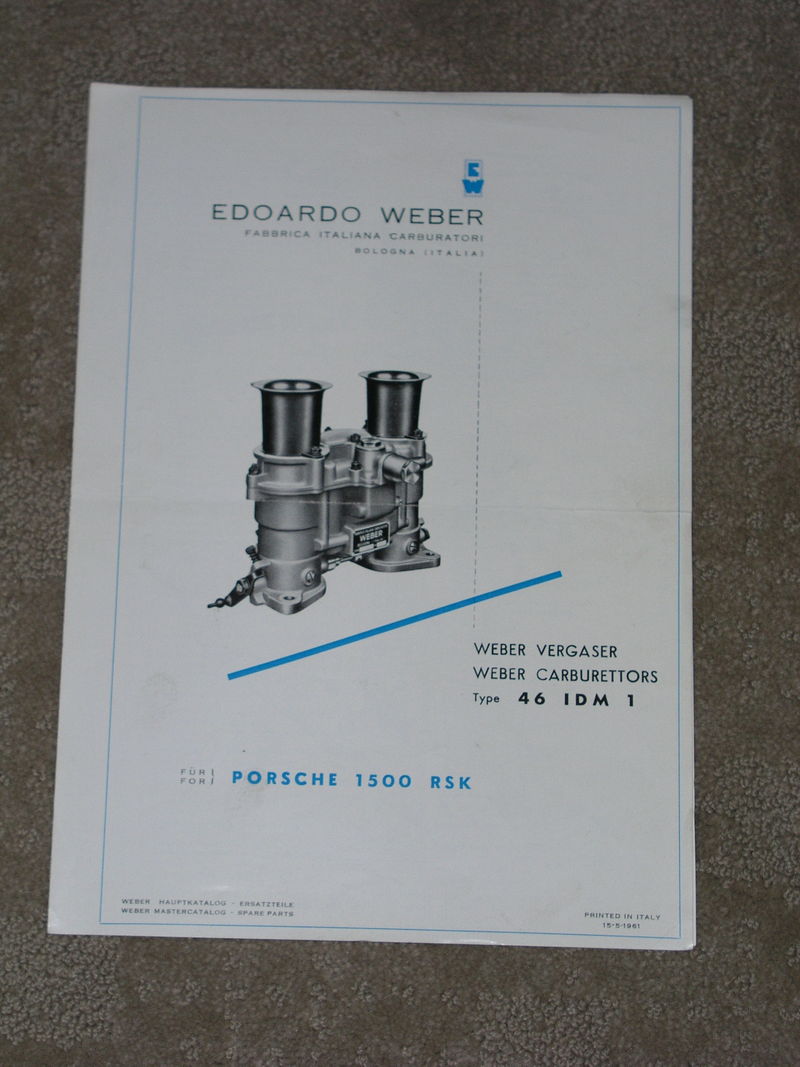 EDOARDO WEBER
FABBRICA ITALIANA CARBURATORI
BOLOGNA (ITALIA)
WEBER
WEBER VERGASER
WEBER CARBURETTORS
Type 46 IDM 1
FÜR }
FOR } PORSCHE 1500 RSK
WEBER HAUPTKATALOG - ERSATZTEILE
WEBER MASTERCATALOG - SPARE PARTS
PRINTED IN ITALY
15-5-1961